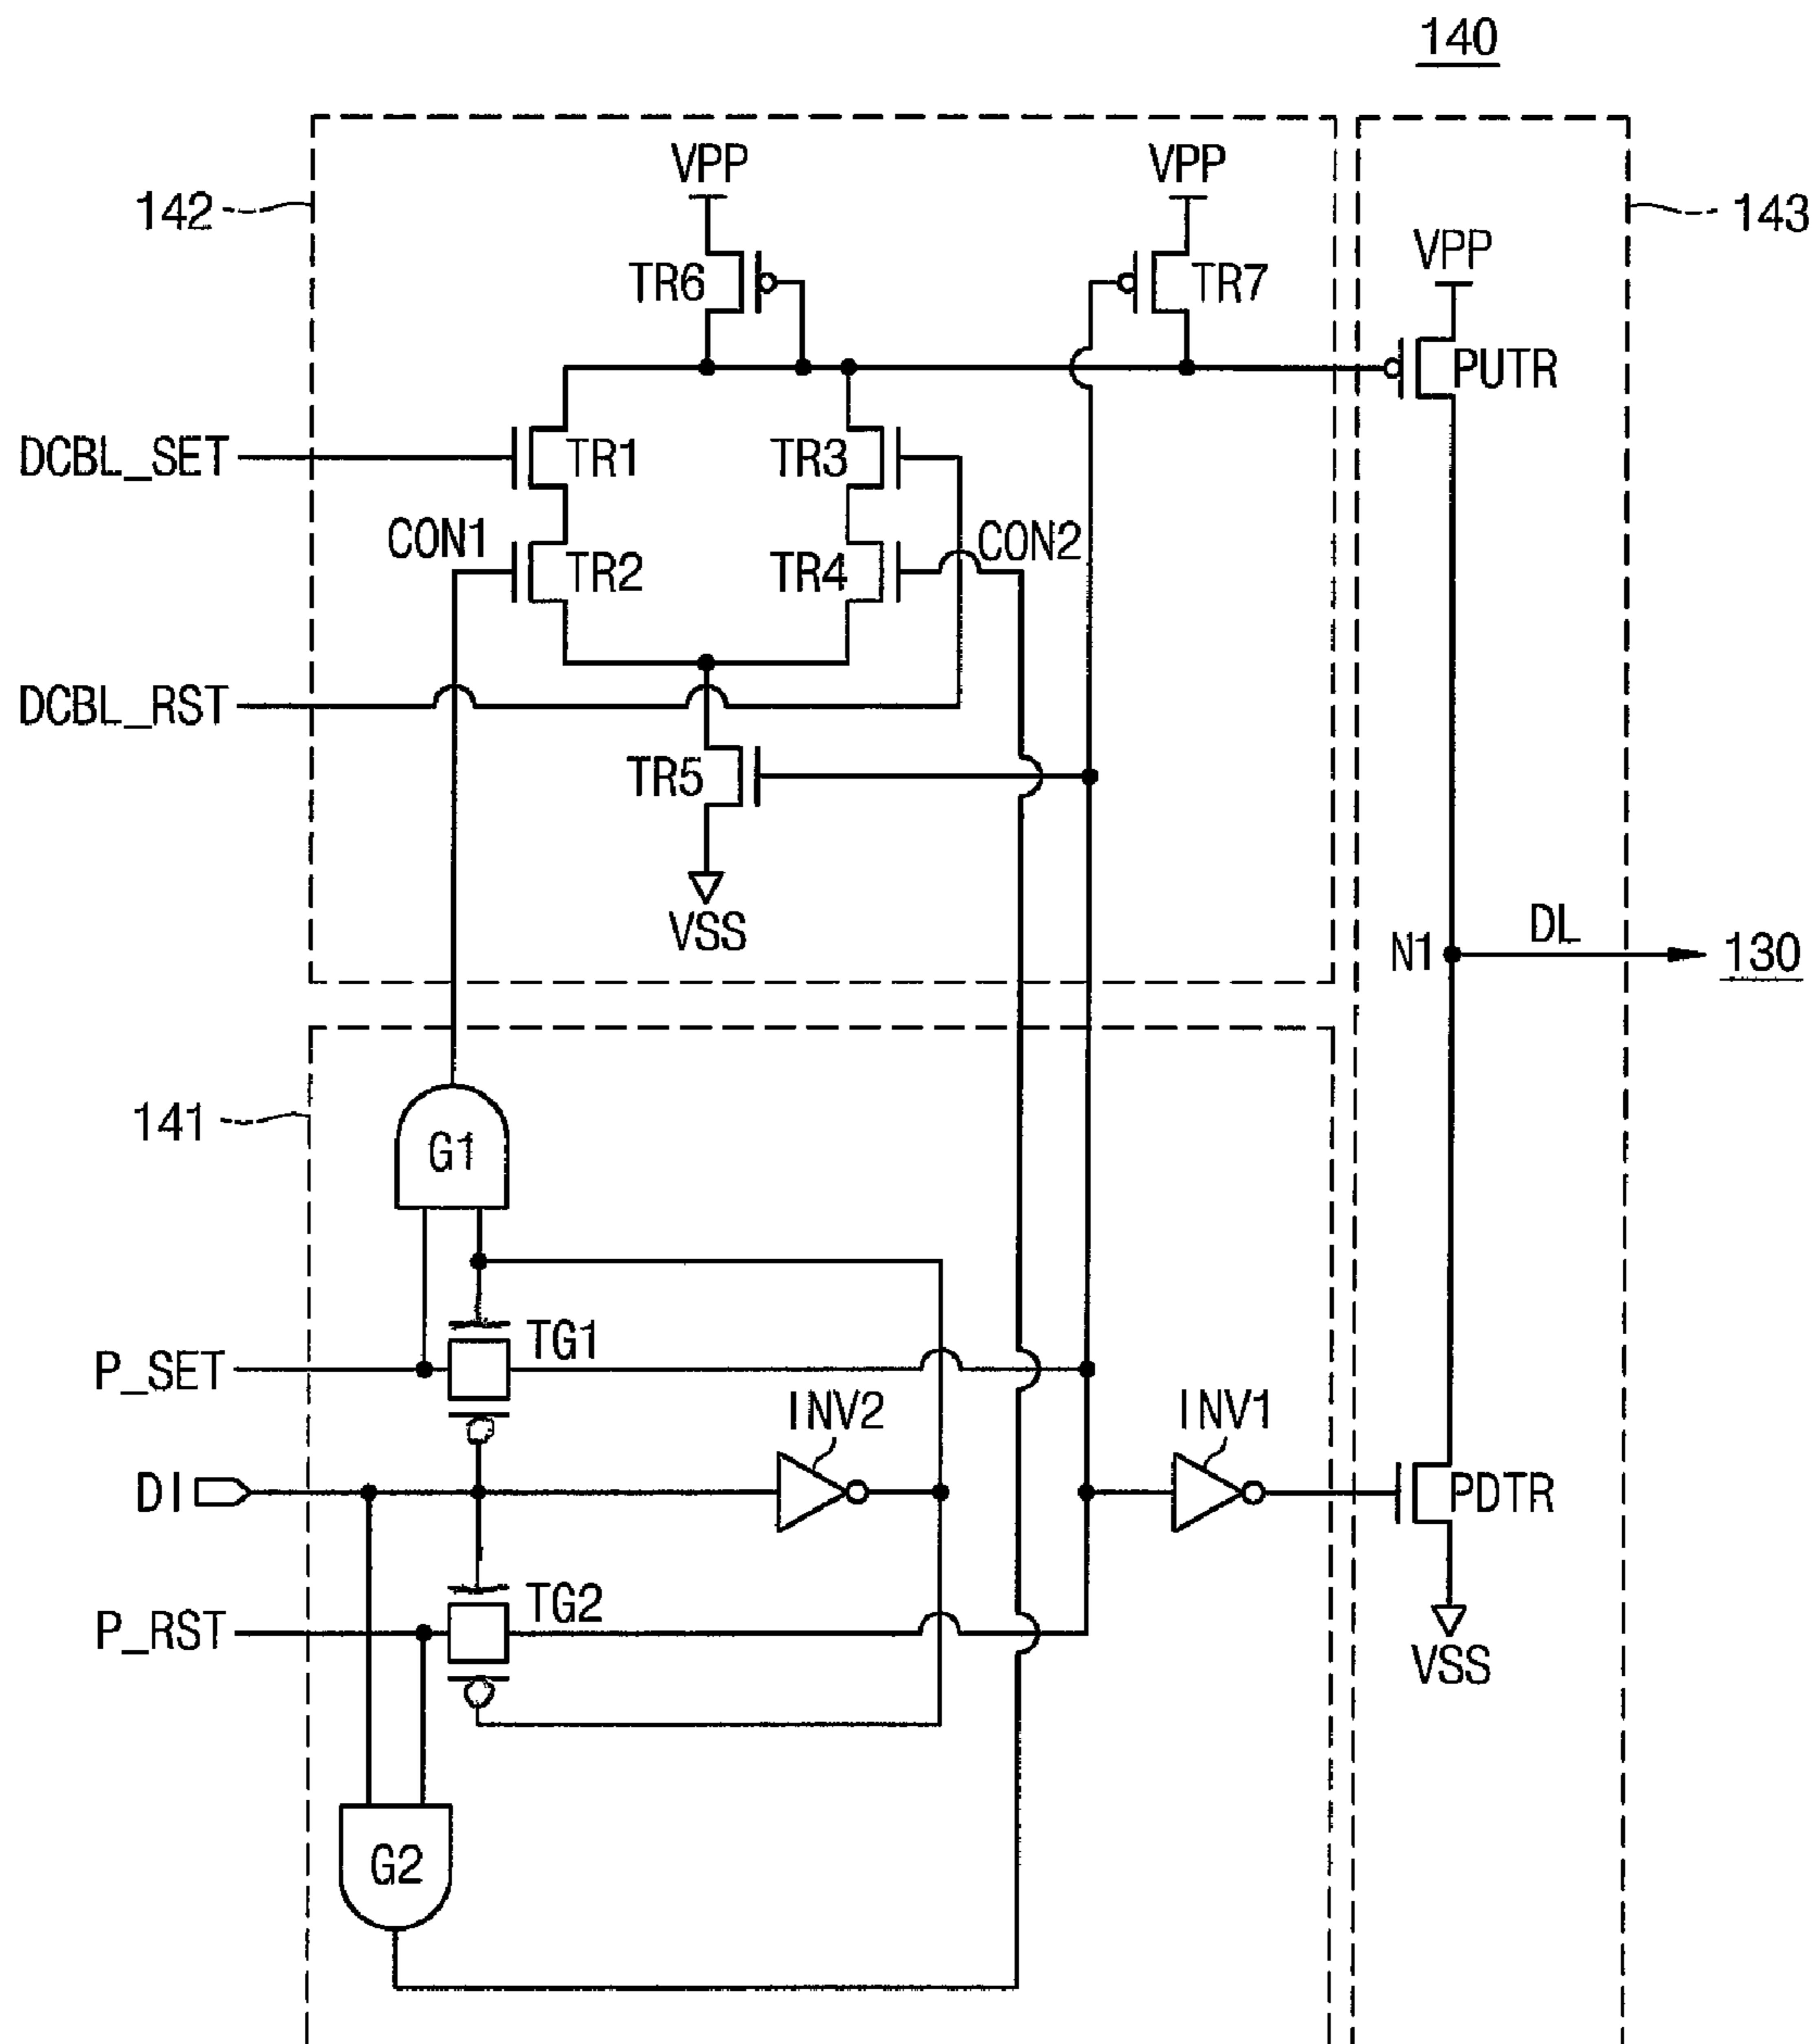 140
VPP
VPP
142
143
VPP
TR6
TR7
PUTR
DCBL_SET
TR1
TR3
CON1
CON2
TR2
TR4
DCBL_RST
TR5
VSS
DL
N1
130
141
G1
TG1
P_SET
INV2
INV1
DI
PDTR
TG2
P_RST
VSS
G2